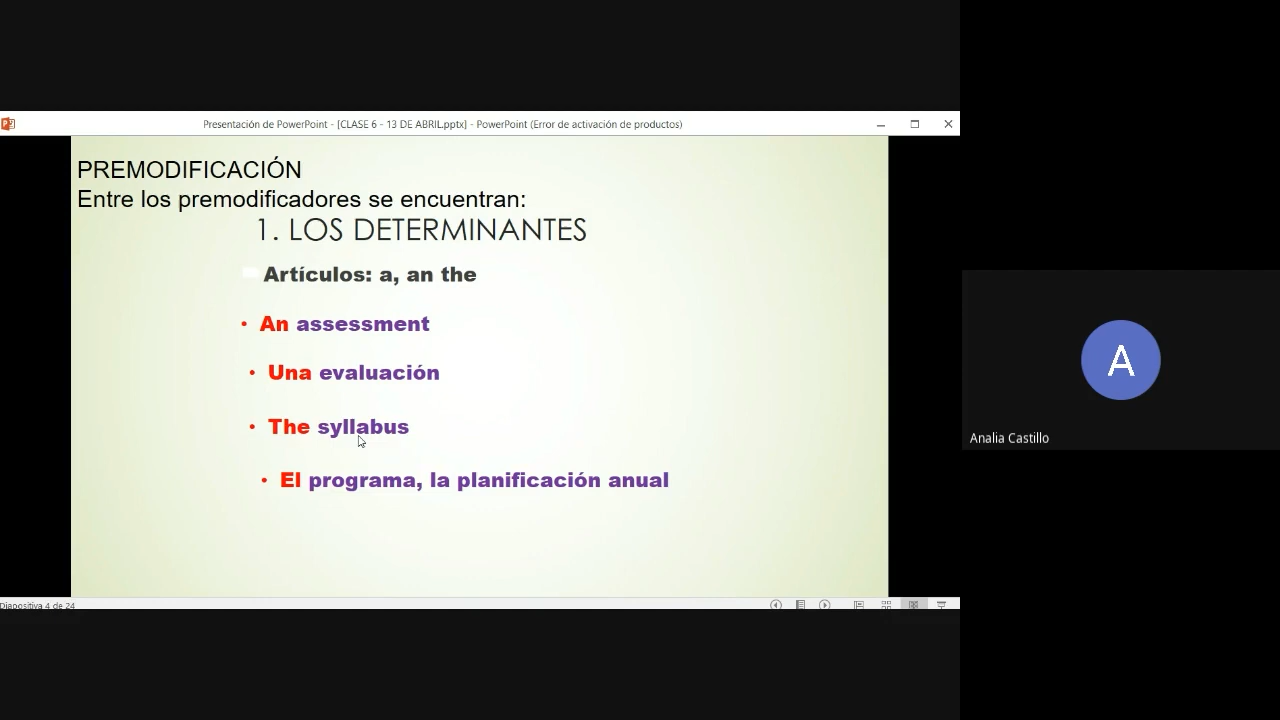 Presentación de PowerPoint - [CLASE 6 - 13 DE ABRIL.pptx] - PowerPoint (Error de activación de productos)
PREMODIFICACIÓN
Entre los premodificadores se encuentran:
1. LOS DETERMINANTES
Artículos: a, an the
• An assessment
• Una evaluación
• The syllabus
• El programa, la planificación anual
A
Analia Castillo
Diapositiva 4 de 24